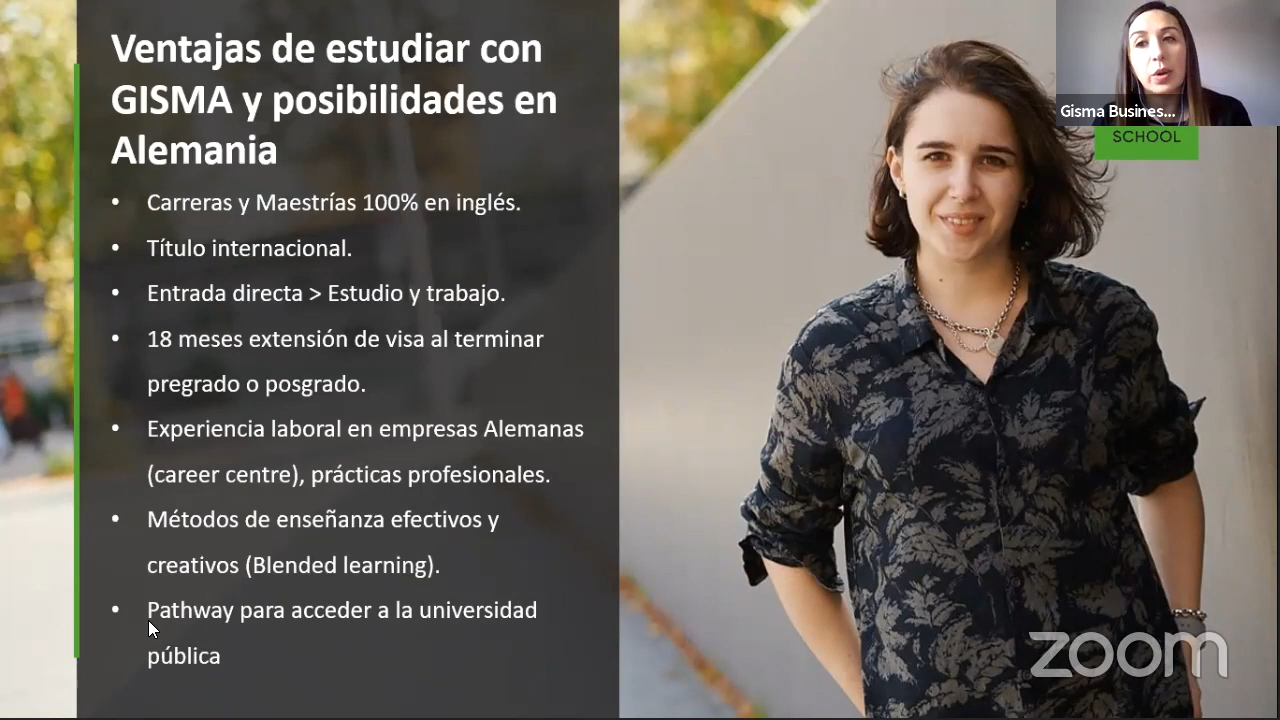 Ventajas de estudiar con
GISMA y posibilidades en
Alemania
• Carreras y Maestrías 100% en inglés.
• Título internacional.
• Entrada directa > Estudio y trabajo.
• 18 meses extensión de visa al terminar
pregrado o posgrado.
• Experiencia laboral en empresas Alemanas
(career centre), prácticas profesionales.
• Métodos de enseñanza efectivos y
creativos (Blended learning).
• Pathway para acceder a la universidad
pública
Gisma Busines...
SCHOOL
zoom